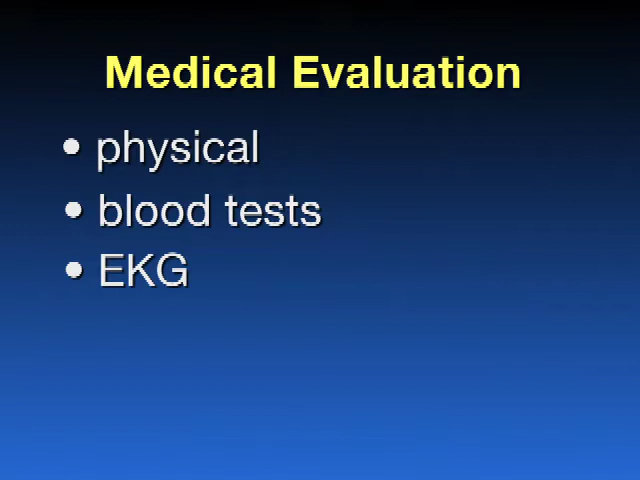 Medical Evaluation
• physical
• blood tests
• EKG